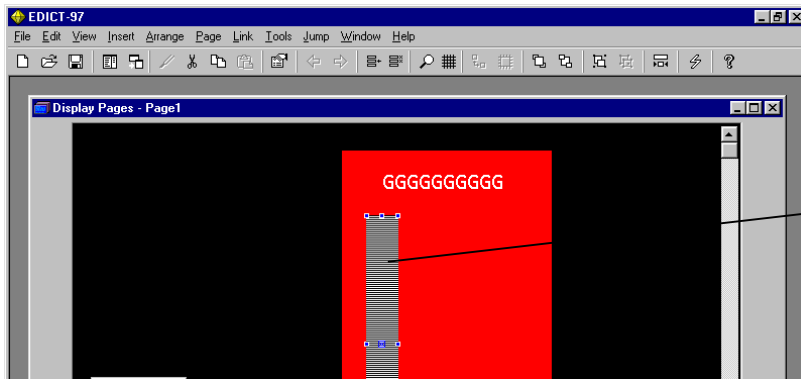 EDICT-97
File Edit View Insert Arrange Page Link Tools Jump Window Help
Display Pages - Page1
GGGGGGGGGG